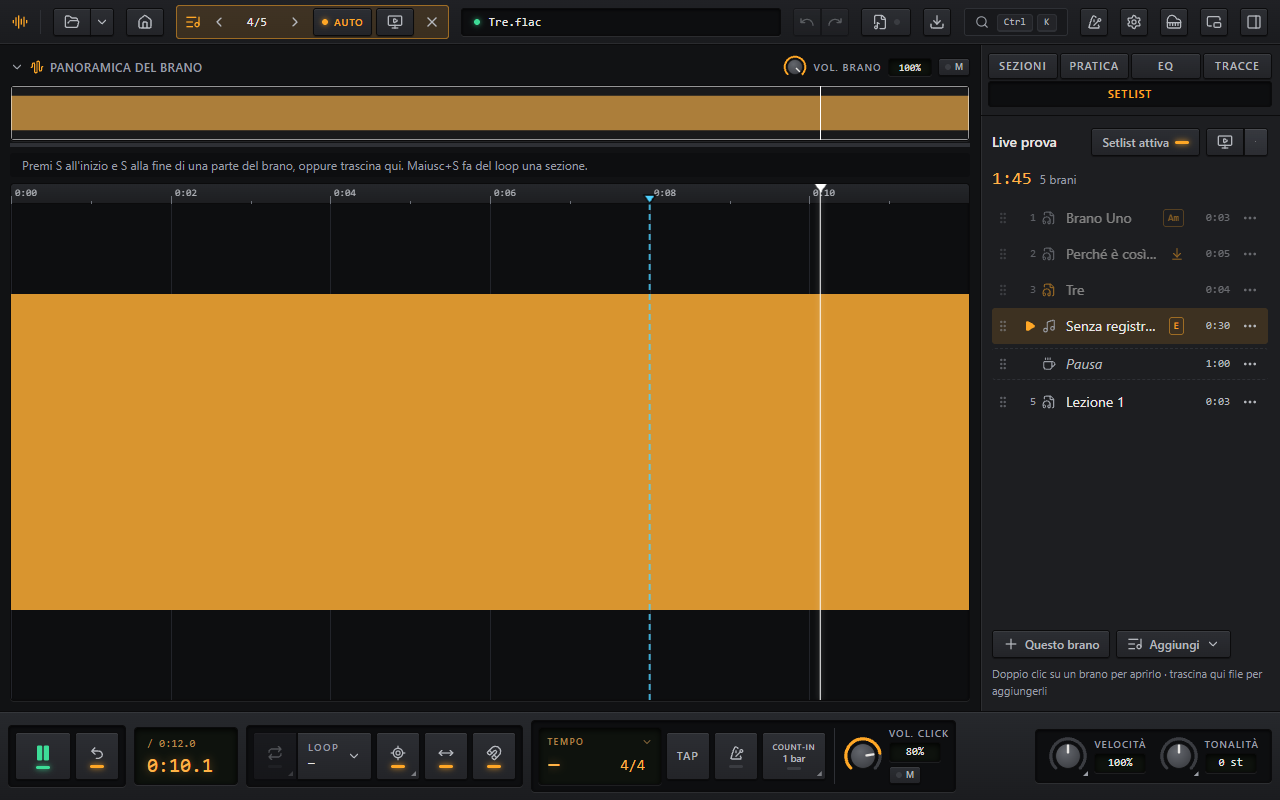 4/5
AUTO
Tre.flac
Ctrl
K
PANORAMICA DEL BRANO
VOL. BRANO
100%
M
SEZIONI
PRATICA
EQ
TRACCE
SETLIST
Premi S all'inizio e S alla fine di una parte del brano, oppure trascina qui. Maiusc+S fa del loop una sezione.
0:00
0:02
0:04
0:06
0:08
0:10
Live prova
Setlist attiva
1:45 5 brani
1 Brano Uno Am 0:03
2 Perché è così... 0:05
3 Tre 0:04
Senza registr... E 0:30
Pausa 1:00
5 Lezione 1 0:03
Questo brano
Aggiungi
Doppio clic su un brano per aprirlo · trascina qui file per
aggiungerli
/ 0:12.0
0:10.1
LOOP
–
TEMPO
– 4/4
TAP
COUNT-IN
1 bar
VOL. CLICK
80%
M
VELOCITÀ
100%
TONALITÀ
0 st